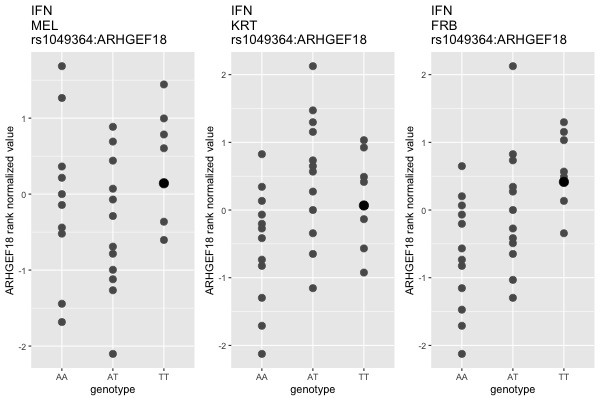 IFN
MEL
rs1049364:ARHGEF18
ARHGEF18 rank normalized value
1
0
-1
-2
AA AT TT
genotype
IFN
KRT
rs1049364:ARHGEF18
ARHGEF18 rank normalized value
2
1
0
-1
-2
AA AT TT
genotype
IFN
FRB
rs1049364:ARHGEF18
ARHGEF18 rank normalized value
2
1
0
-1
-2
AA AT TT
genotype